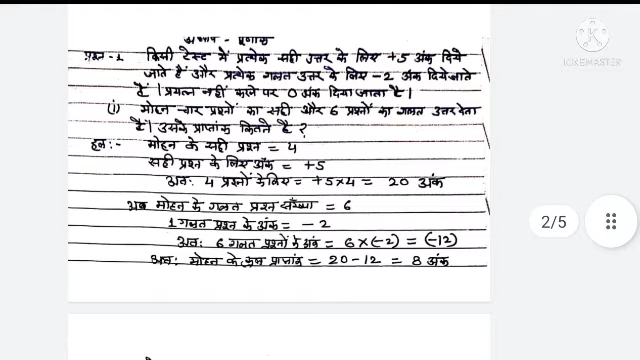 अध्याय - पूर्णांक
प्रश्न-1 किसी टेस्ट में प्रत्येक सही उत्तर के लिए +5 अंक दिये
जाते हैं और प्रत्येक गलत उत्तर के लिए -2 अंक दिये जाते
है। प्रयत्न नहीं करने पर 0 अंक दिया जाता है।
(i) मोहन चार प्रश्नों का सही और 6 प्रश्नों का गलत उत्तर देता
है। उसके प्राप्तांक कितने है?
हल:- मोहन के सही प्रश्न = 4
सही प्रश्न के लिए अंक = +5
अत: 4 प्रश्नों के लिए = +5×4 = 20 अंक
अब मोहन के गलत प्रश्न संख्या = 6
1 गलत प्रश्न के अंक = -2
अत: 6 गलत प्रश्नों के अंक = 6×(-2) = (-12)
अत: मोहन के कुल प्राप्तांक = 20-12 = 8 अंक
2/5
KINEMASTER